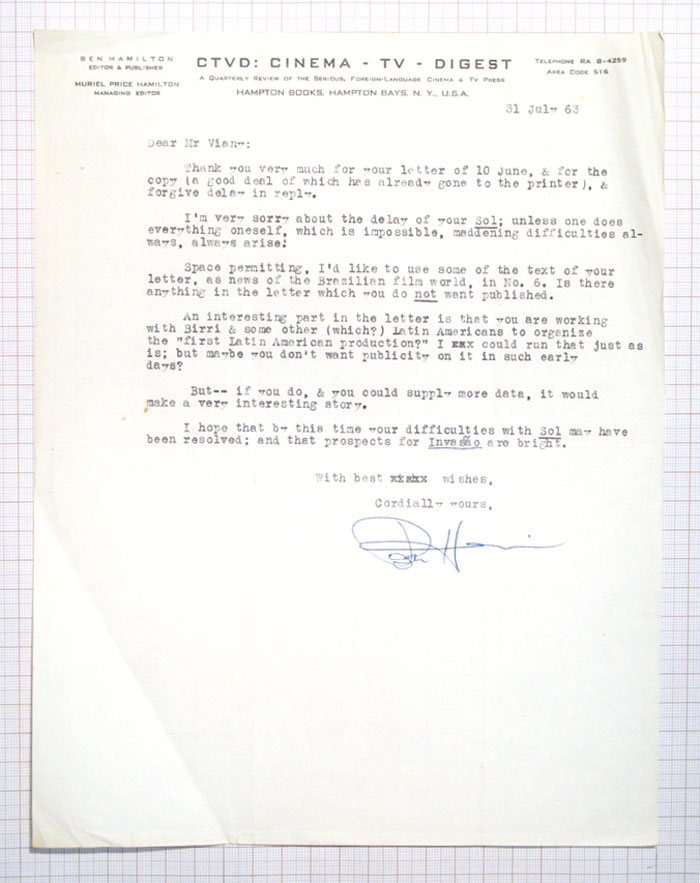 BEN HAMILTON
EDITOR & PUBLISHER
MURIEL PRICE HAMILTON
MANAGING EDITOR
CTVD: CINEMA - TV - DIGEST
A QUARTERLY REVIEW OF THE SERIOUS, FOREIGN-LANGUAGE CINEMA & TV PRESS
HAMPTON BOOKS, HAMPTON BAYS, N. Y., U.S.A.
TELEPHONE RA 8-4259
AREA CODE 516
31 July 63
Dear Mr Viany:
Thank you very much for your letter of 10 June, & for the
copy (a good deal of which has already gone to the printer), &
forgive delay in reply.
I'm very sorry about the delay of your Sol; unless one does
everything oneself, which is impossible, maddening difficulties al-
ways, always arise!
Space permitting, I'd like to use some of the text of your
letter, as news of the Brazilian film world, in No. 6. Is there
anything in the letter which you do not want published.
An interesting part in the letter is that you are working
with Birri & some other (which?) Latin Americans to organize
the "first Latin American production?" I xxx could run that just as
is; but maybe you don't want publicity on it in such early
days?
But-- if you do, & you could supply more data, it would
make a very interesting story.
I hope that by this time your difficulties with Sol may have
been resolved; and that prospects for Invasão are bright.
With best wishes,
Cordially yours,